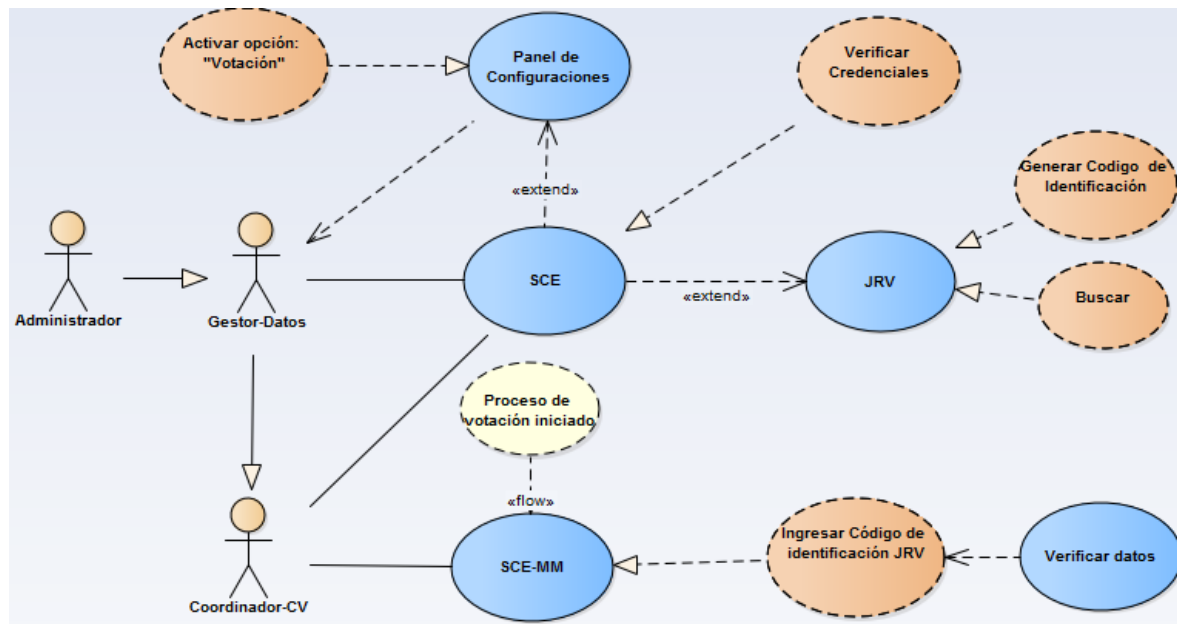 Activar opción:
"Votación"
Panel de
Configuraciones
Verificar
Credenciales
Generar Codigo de
Identificación
«extend»
SCE
JRV
«extend»
Buscar
Administrador
Gestor-Datos
Proceso de
votación iniciado
«flow»
SCE-MM
Ingresar Código de
identificación JRV
Verificar datos
Coordinador-CV